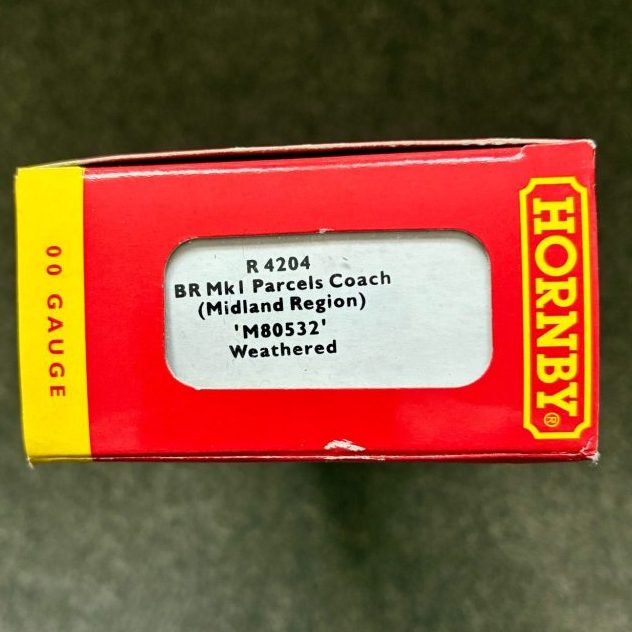 00 GAUGE
R 4204
BR Mk1 Parcels Coach
(Midland Region)
'M80532'
Weathered
HORNBY®